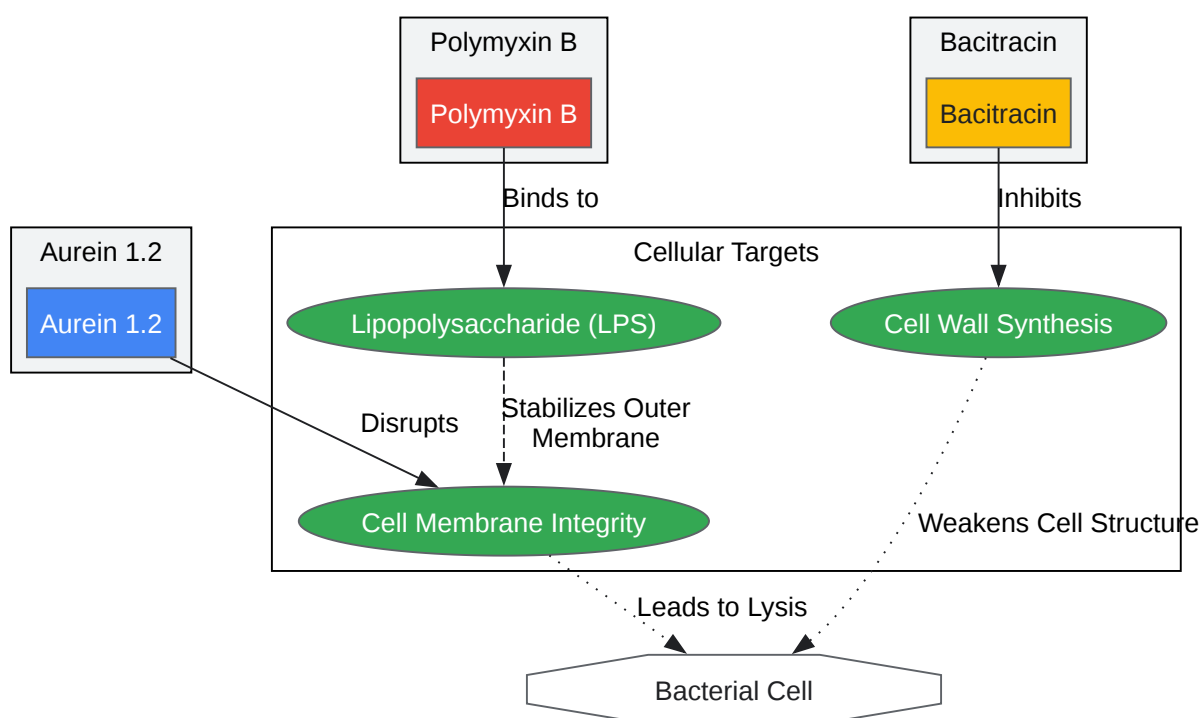 Polymyxin B
Bacitracin
Polymyxin B
Bacitracin
Binds to
Inhibits
Aurein 1.2
Cellular Targets
Aurein 1.2
Lipopolysaccharide (LPS)
Cell Wall Synthesis
Disrupts
Stabilizes Outer
Membrane
Cell Membrane Integrity
Weakens Cell Structure
Leads to Lysis
Bacterial Cell